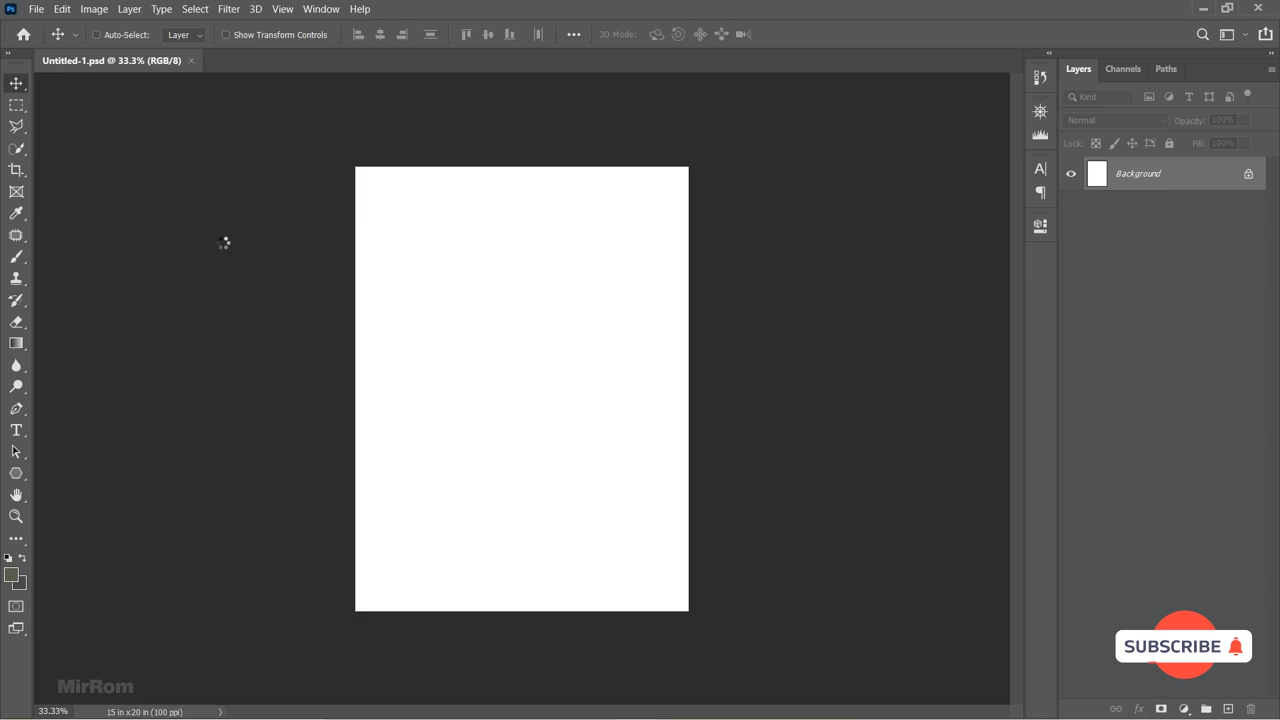 Ps File Edit Image Layer Type Select Filter 3D View Window Help
Auto-Select: Layer Show Transform Controls 3D Mode:
Untitled-1.psd @ 33.3% (RGB/8)
Layers Channels Paths
Kind
Normal Opacity: 100%
Lock: Fill: 100%
Background
SUBSCRIBE
MirRom
33.33% 15 in x 20 in (100 ppi)